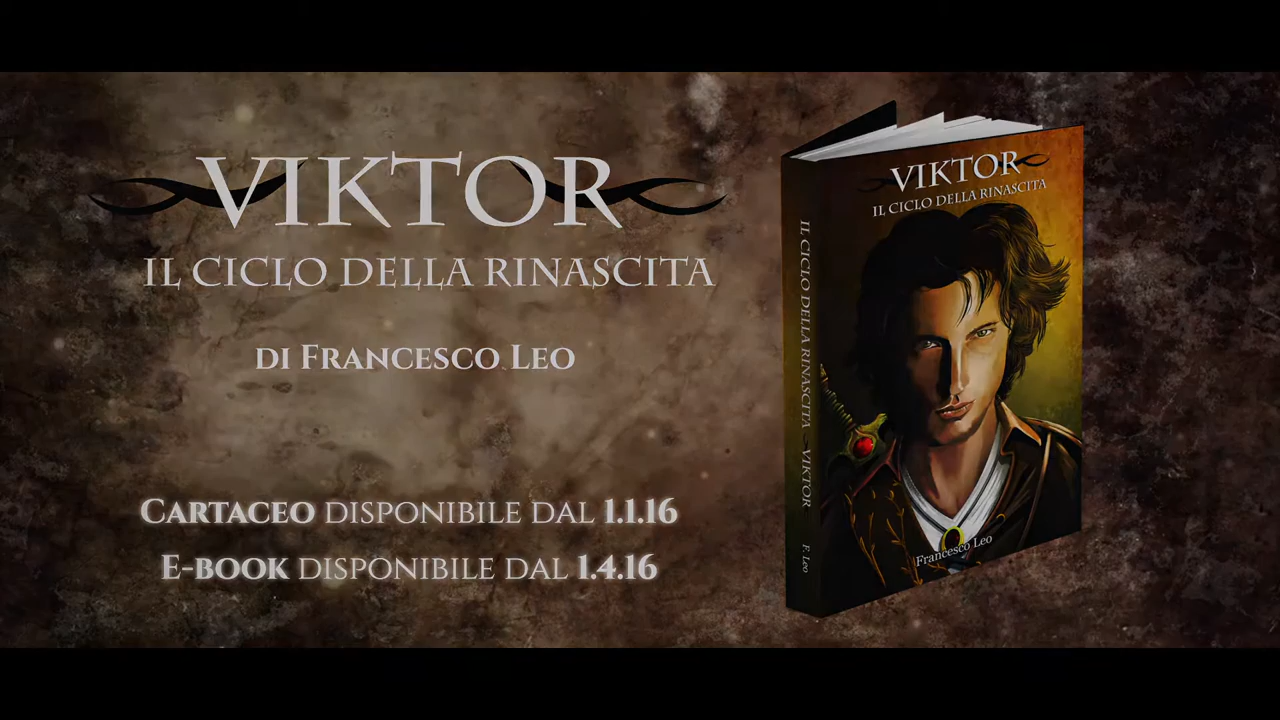 VIKTOR
IL CICLO DELLA RINASCITA
DI FRANCESCO LEO
CARTACEO DISPONIBILE DAL 1.1.16
E-BOOK DISPONIBILE DAL 1.4.16
IL CICLO DELLA RINASCITA VIKTOR F. Leo
VIKTOR
IL CICLO DELLA RINASCITA
Francesco Leo